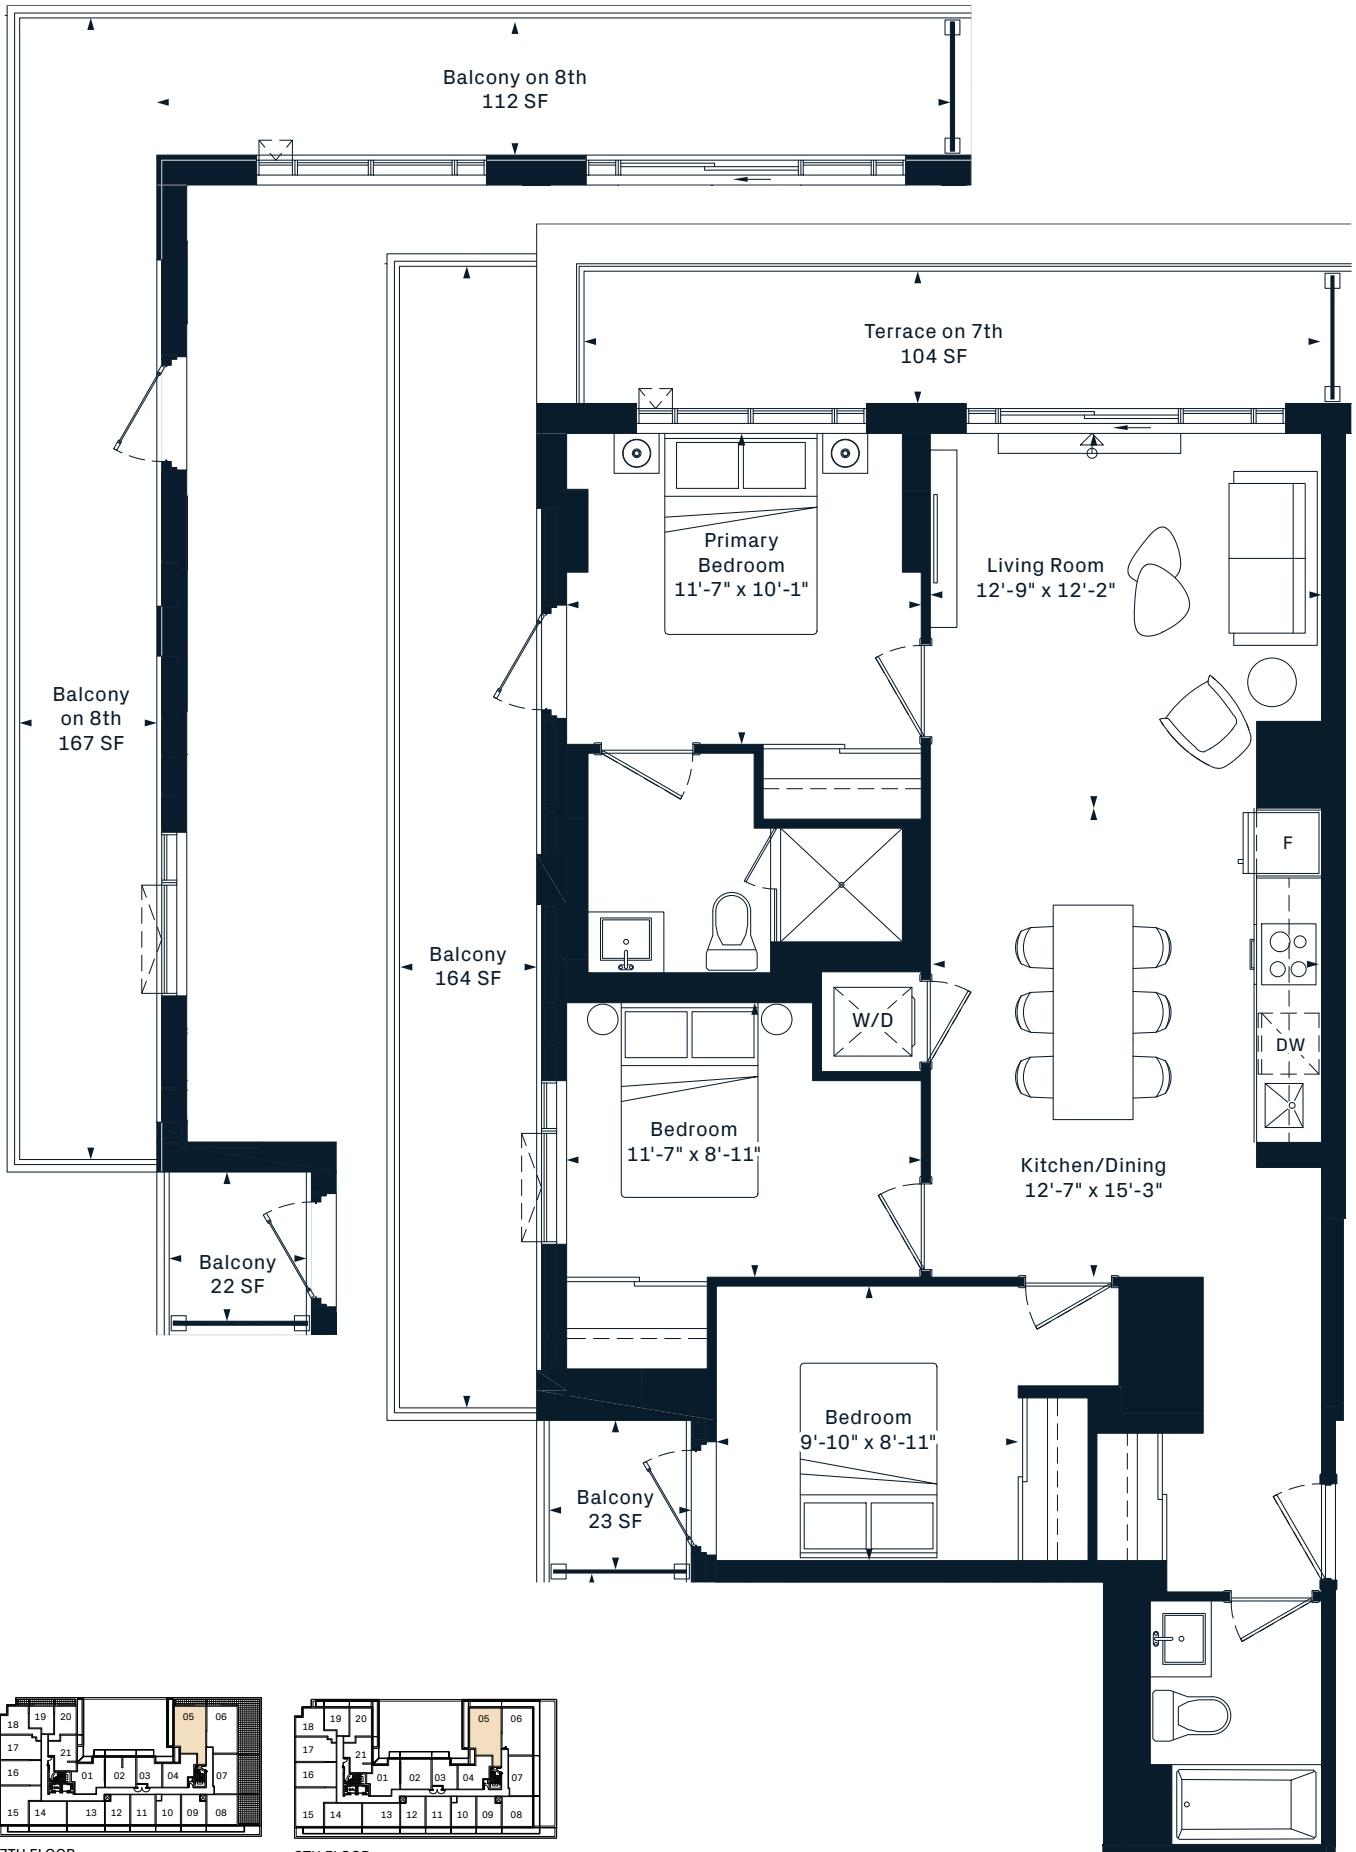 Balcony on 8th
112 SF
Terrace on 7th
104 SF
Primary
Bedroom
11'-7" x 10'-1"
Living Room
12'-9" x 12'-2"
Balcony
on 8th
167 SF
F
Balcony
164 SF
W/D
DW
Bedroom
11'-7" x 8'-11"
Kitchen/Dining
12'-7" x 15'-3"
Balcony
22 SF
Bedroom
9'-10" x 8'-11"
Balcony
23 SF
18 19 20 05 06
17 21
16 01 02 03 04 07
15 14 13 12 11 10 09 08
7TH FLOOR
18 19 20 05 06
17 21
16 01 02 03 04 07
15 14 13 12 11 10 09 08
8TH FLOOR